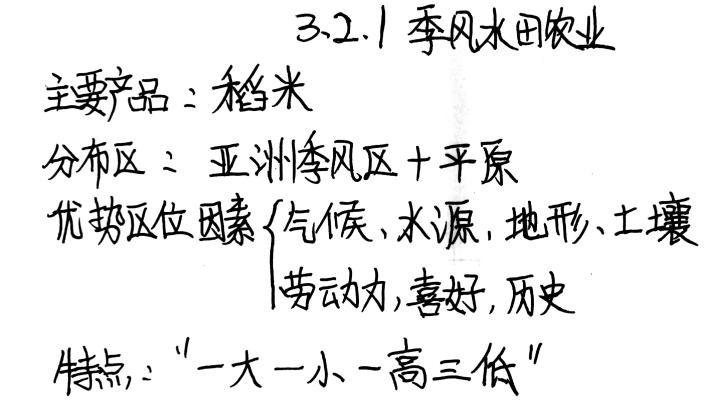 3.2.1 季风水田农业
主要产品：稻米
分布区：亚洲季风区+平原
优势区位因素{气候、水源、地形、土壤
劳动力，喜好，历史
特点：“一大一小一高三低”